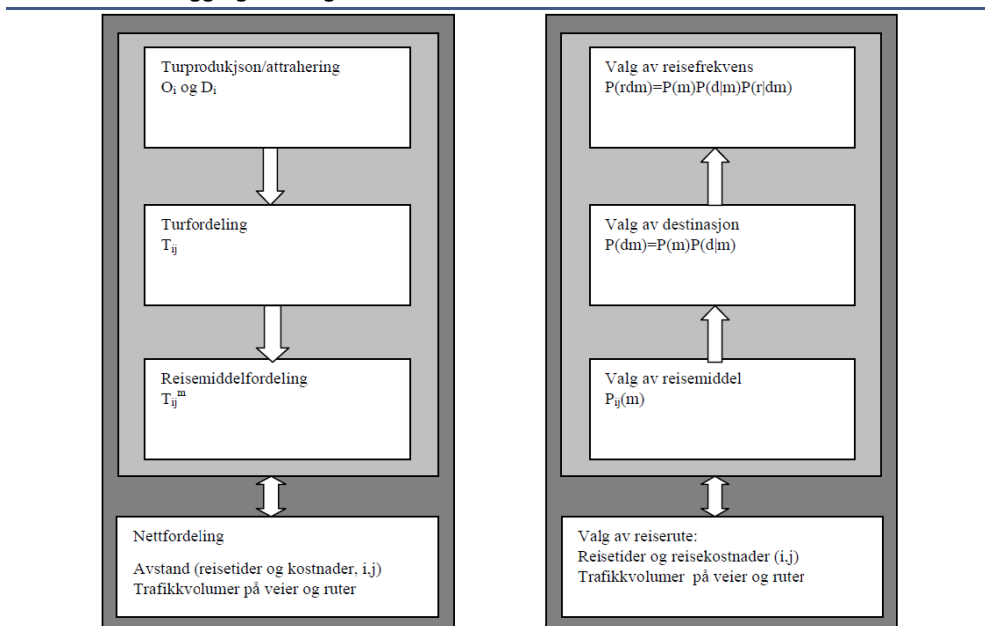 Turprodukjson/attrahering
Oi og Di
Turfordeling
Tij
Reisemiddelfordeling
Tij^m
Nettfordeling
Avstand (reisetider og kostnader, i,j)
Trafikkvolumer på veier og ruter
Valg av reisefrekvens
P(rdm)=P(m)P(d|m)P(r|dm)
Valg av destinasjon
P(dm)=P(m)P(d|m)
Valg av reisemiddel
Pij(m)
Valg av reiserute:
Reisetider og reisekostnader (i,j)
Trafikkvolumer på veier og ruter